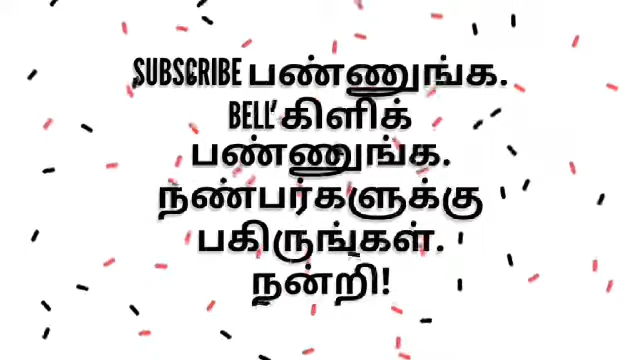 SUBSCRIBE பண்ணுங்க.
BELL' கிளிக்
பண்ணுங்க.
நண்பர்களுக்கு
பகிருங்கள்.
நன்றி!